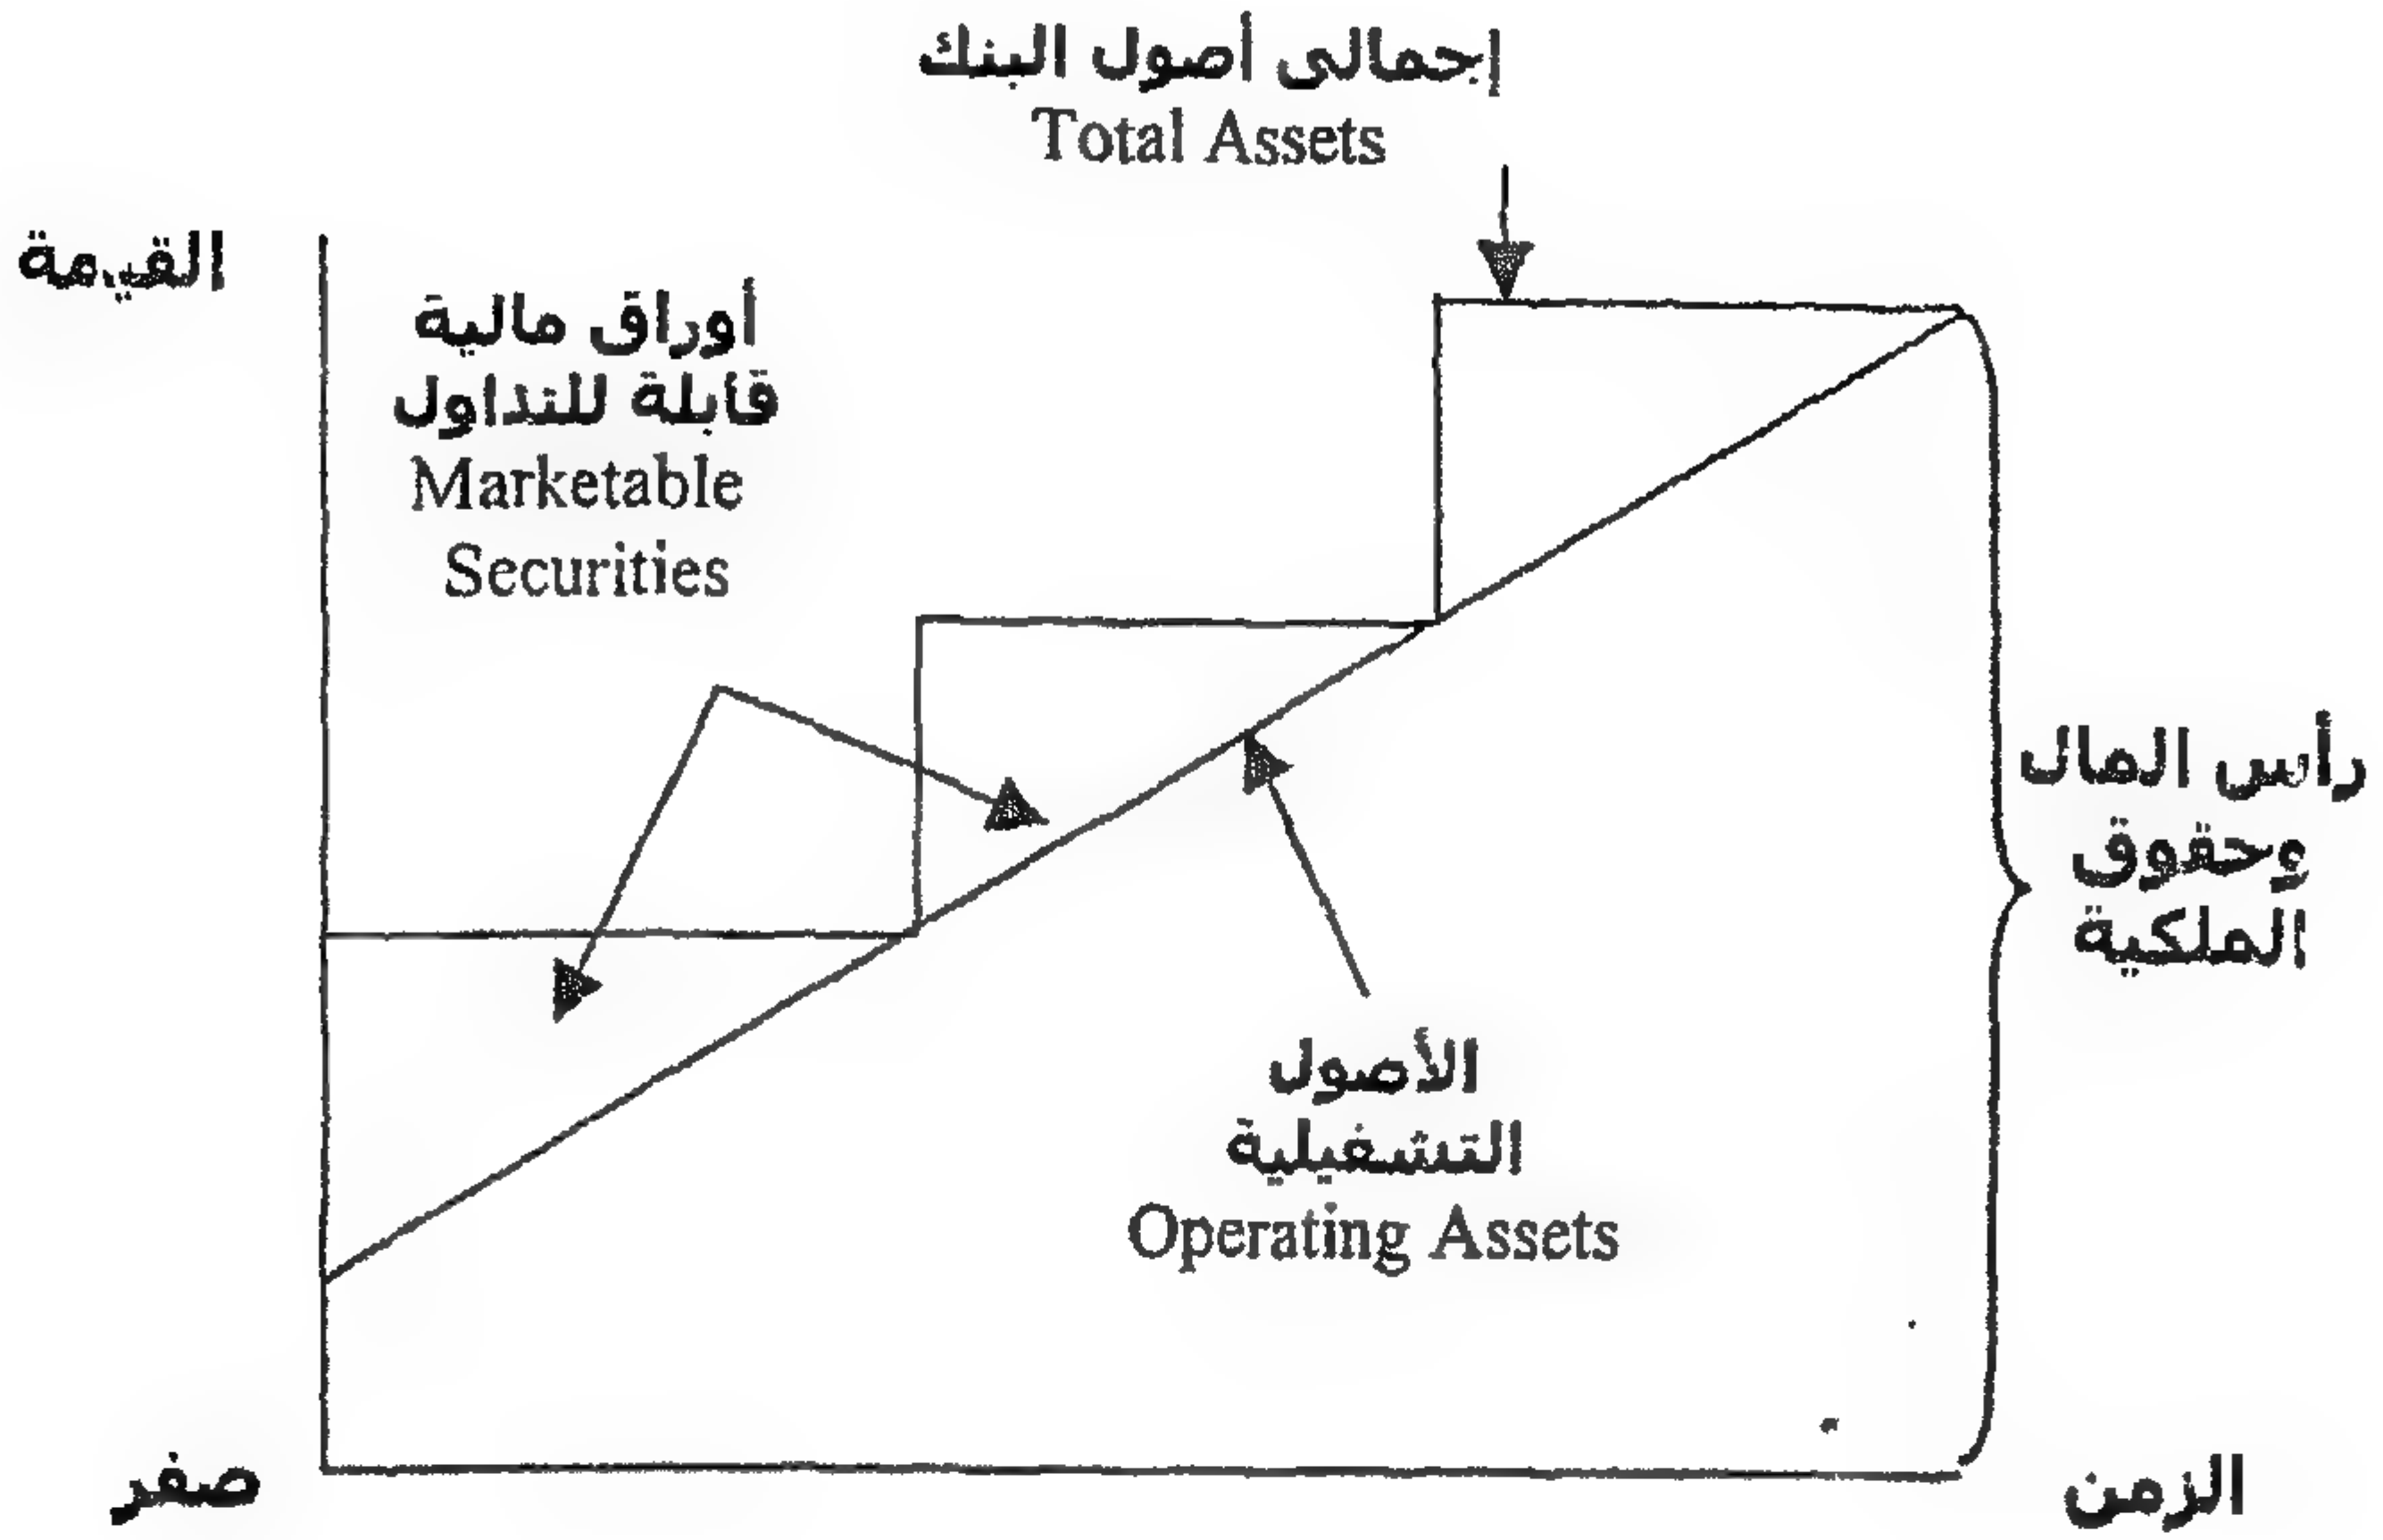 إجمالى أصول البنك
Total Assets
القيمة
أوراق مالية
قابلة للتداول
Marketable
Securities
رأس المال
وحقوق
الملكية
الأصول
التشغيلية
Operating Assets
صفر
الزمن